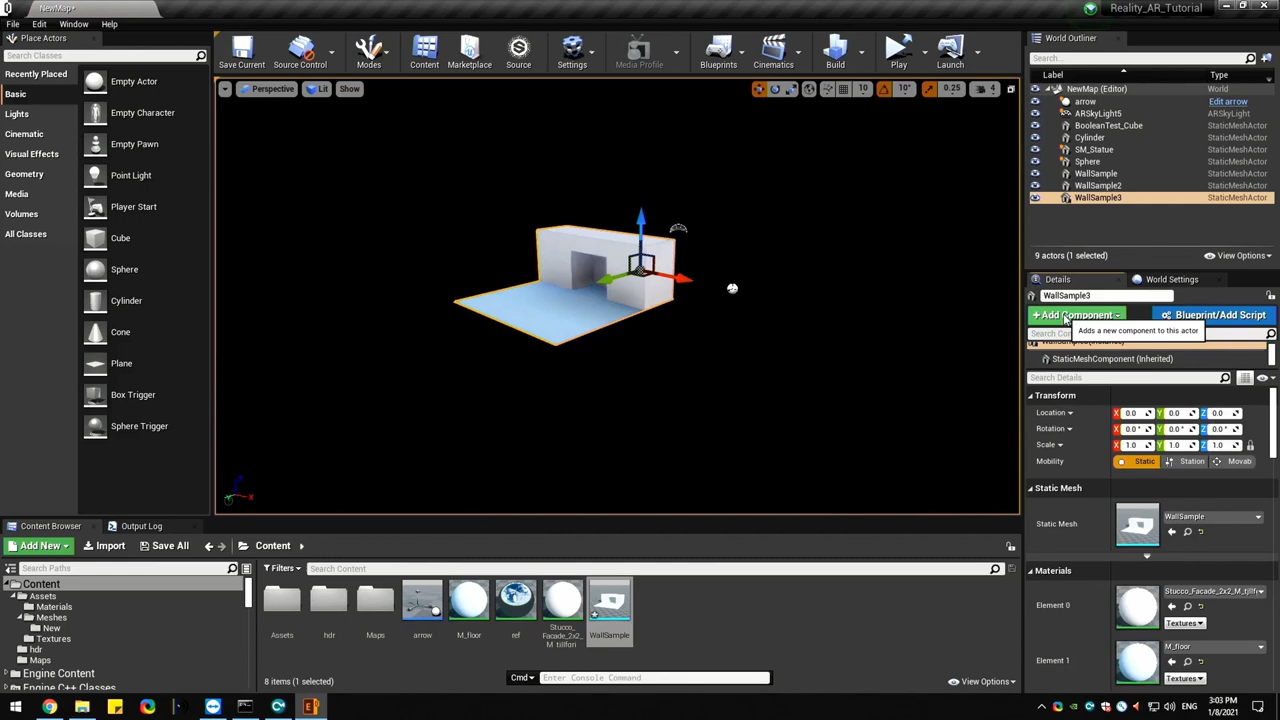 NewMap+
Reality_AR_Tutorial
File Edit Window Help
Place Actors
Search Classes
Recently Placed
Basic
Lights
Cinematic
Visual Effects
Geometry
Media
Volumes
All Classes
Empty Actor
Empty Character
Empty Pawn
Point Light
Player Start
Cube
Sphere
Cylinder
Cone
Plane
Box Trigger
Sphere Trigger
Save Current Source Control Modes Content Marketplace Source Settings Media Profile Blueprints Cinematics Build Play Launch
Perspective Lit Show 10 10° 0.25 4
World Outliner
Search...
Label Type
NewMap (Editor) World
arrow Edit arrow
ARSkyLight5 ARSkyLight
BooleanTest_Cube StaticMeshActor
Cylinder StaticMeshActor
SM_Statue StaticMeshActor
Sphere StaticMeshActor
WallSample StaticMeshActor
WallSample2 StaticMeshActor
WallSample3 StaticMeshActor
9 actors (1 selected) View Options
Details World Settings
WallSample3
+Add Component Blueprint/Add Script
Adds a new component to this actor
StaticMeshComponent (Inherited)
Search Details
Transform
Location X 0.0 Y 0.0 Z 0.0
Rotation X 0.0° Y 0.0° Z 0.0°
Scale X 1.0 Y 1.0 Z 1.0
Mobility Static Station Movab
Static Mesh
Static Mesh WallSample
Materials
Element 0 Stucco_Facade_2x2_M_tjllfa
Textures
Element 1 M_floor
Textures
Content Browser Output Log
Add New Import Save All Content
Search Paths
Content
Assets
Materials
Meshes
New
Textures
hdr
Maps
Engine Content
Engine C++ Classes
Filters Search Content
Assets hdr Maps arrow M_floor ref Stucco_Facade_2x2_M_tjllfqn WallSample
8 items (1 selected) Cmd Enter Console Command View Options
ENG 3:03 PM
1/8/2021